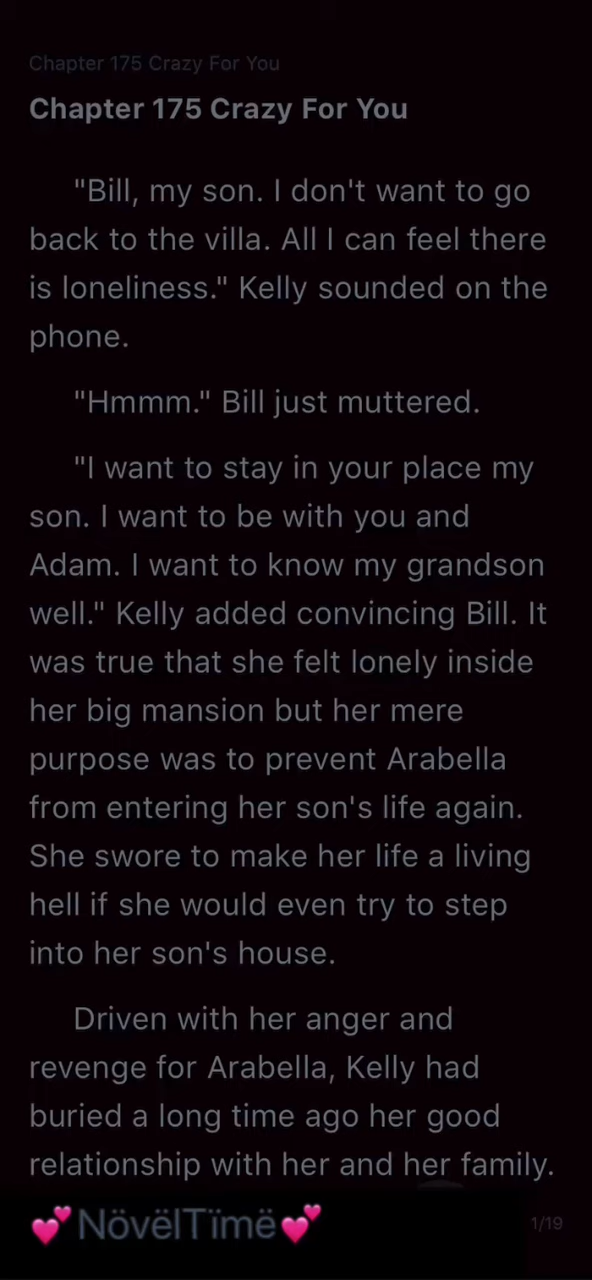 Chapter 175 Crazy For You
Chapter 175 Crazy For You
"Bill, my son. I don't want to go
back to the villa. All I can feel there
is loneliness." Kelly sounded on the
phone.
"Hmmm." Bill just muttered.
"I want to stay in your place my
son. I want to be with you and
Adam. I want to know my grandson
well." Kelly added convincing Bill. It
was true that she felt lonely inside
her big mansion but her mere
purpose was to prevent Arabella
from entering her son's life again.
She swore to make her life a living
hell if she would even try to step
into her son's house.
Driven with her anger and
revenge for Arabella, Kelly had
buried a long time ago her good
relationship with her and her family.
💕NövëlTïmë💕
1/19